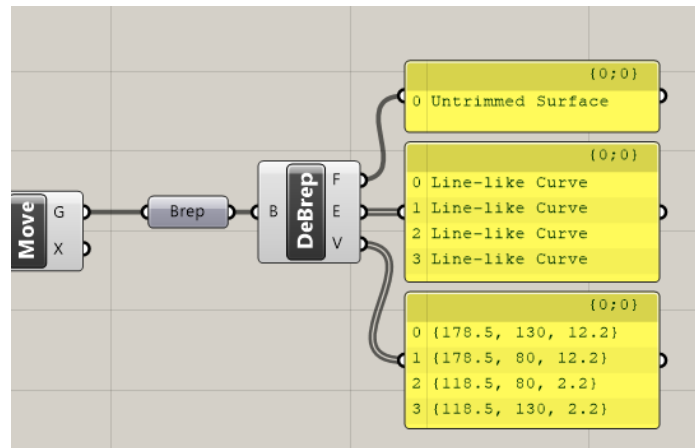 {0;0}
0 Untrimmed Surface
{0;0}
0 Line-like Curve
1 Line-like Curve
2 Line-like Curve
3 Line-like Curve
Move
G
X
Brep
B
DeBrep
F
E
V
{0;0}
0 {178.5, 130, 12.2}
1 {178.5, 80, 12.2}
2 {118.5, 80, 2.2}
3 {118.5, 130, 2.2}